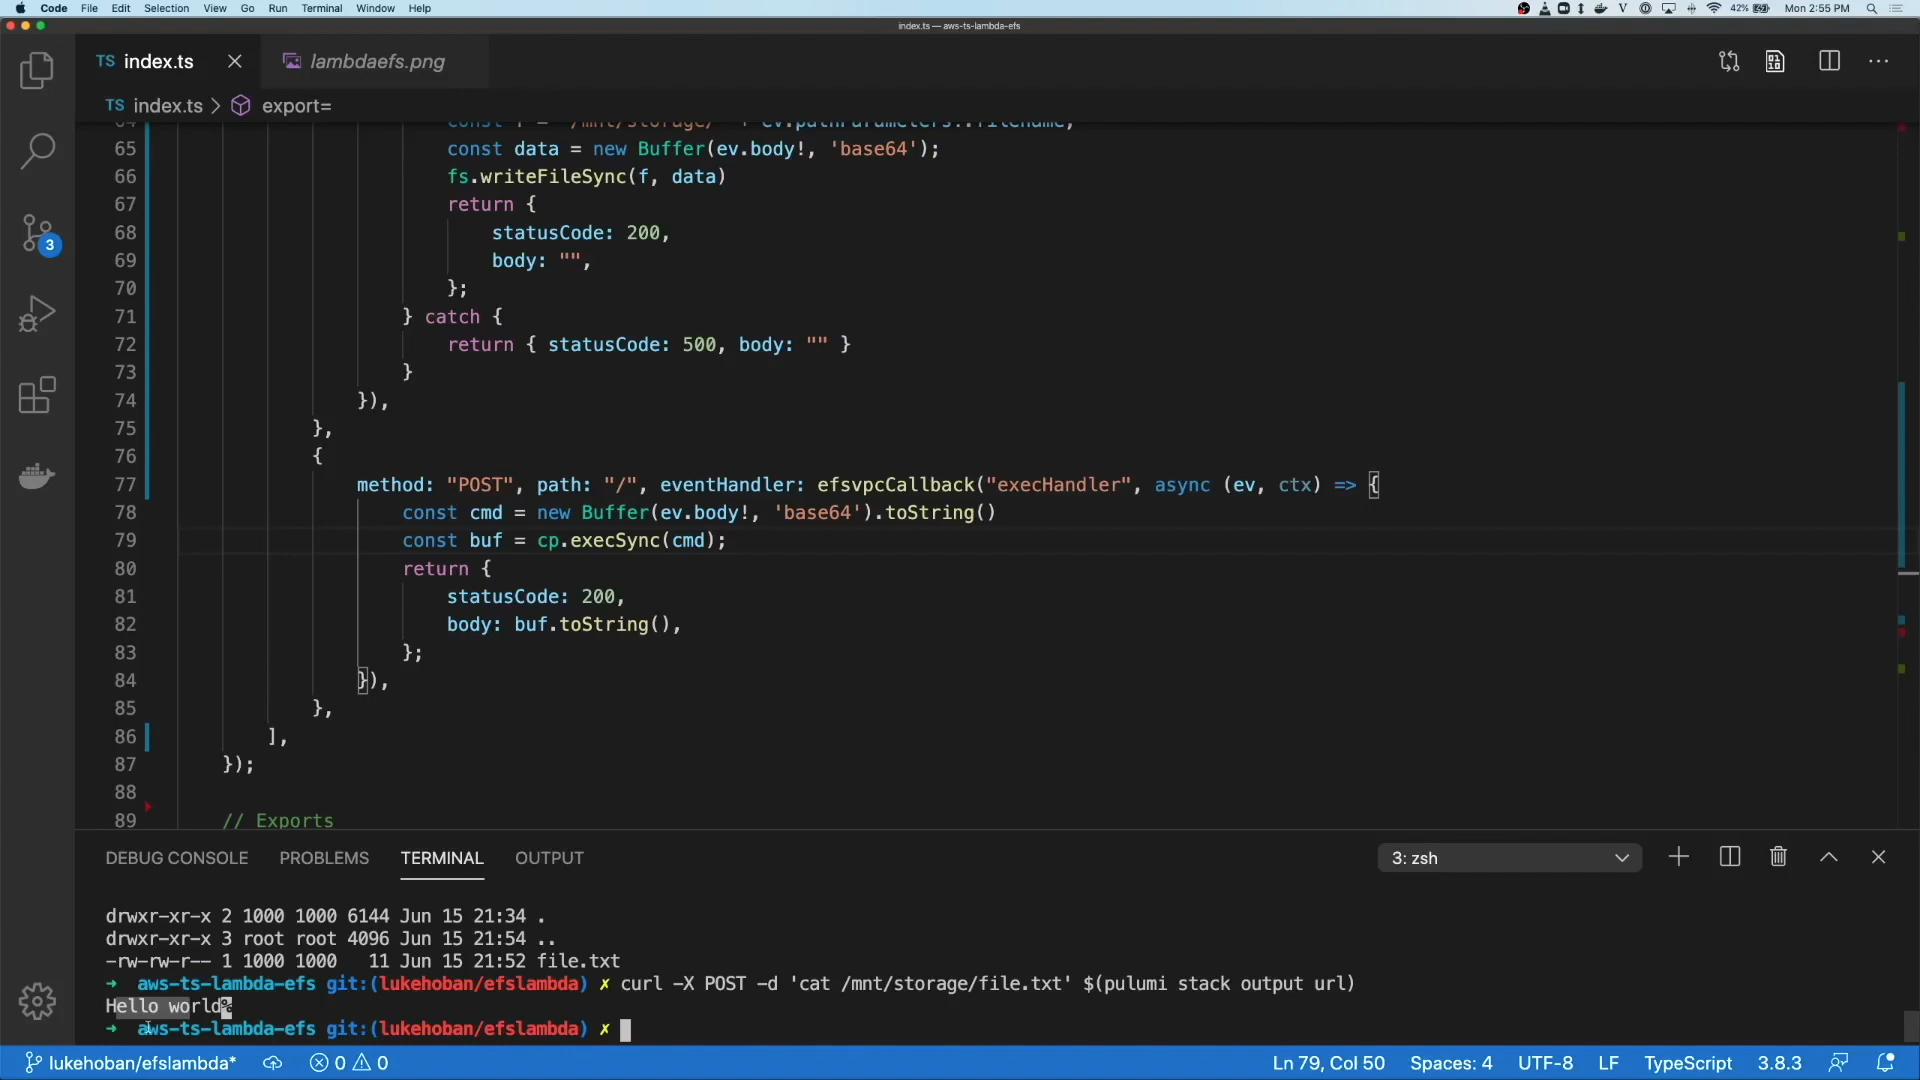 Code File Edit Selection View Go Run Terminal Window Help
42% Mon 2:55 PM
index.ts — aws-ts-lambda-efs
TS index.ts
lambdaefs.png
TS index.ts > export=
64 const f = '/mnt/storage/' + ev.pathParameters!.filename;
65 const data = new Buffer(ev.body!, 'base64');
66 fs.writeFileSync(f, data)
67 return {
68 statusCode: 200,
69 body: "",
70 };
71 } catch {
72 return { statusCode: 500, body: "" }
73 }
74 }),
75 },
76 {
77 method: "POST", path: "/", eventHandler: efsvpcCallback("execHandler", async (ev, ctx) => {
78 const cmd = new Buffer(ev.body!, 'base64').toString()
79 const buf = cp.execSync(cmd);
80 return {
81 statusCode: 200,
82 body: buf.toString(),
83 };
84 }),
85 },
86 ],
87 });
88
89 // Exports
3
DEBUG CONSOLE PROBLEMS TERMINAL OUTPUT
3: zsh
drwxr-xr-x 2 1000 1000 6144 Jun 15 21:34 .
drwxr-xr-x 3 root root 4096 Jun 15 21:54 ..
-rw-rw-r-- 1 1000 1000 11 Jun 15 21:52 file.txt
➜ aws-ts-lambda-efs git:(lukehoban/efslambda) ✗ curl -X POST -d 'cat /mnt/storage/file.txt' $(pulumi stack output url)
Hello world%
➜ aws-ts-lambda-efs git:(lukehoban/efslambda) ✗
lukehoban/efslambda* 0 0
Ln 79, Col 50 Spaces: 4 UTF-8 LF TypeScript 3.8.3